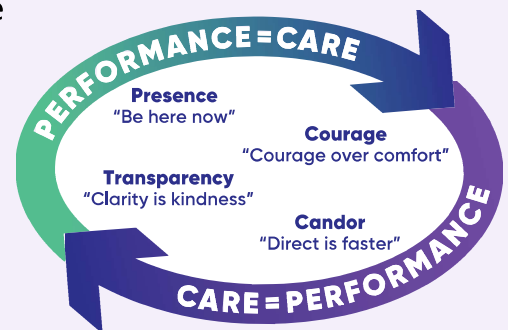 e
PERFORMANCE=CARE
Presence
“Be here now”
Courage
“Courage over comfort”
Transparency
“Clarity is kindness”
Candor
“Direct is faster”
CARE=PERFORMANCE